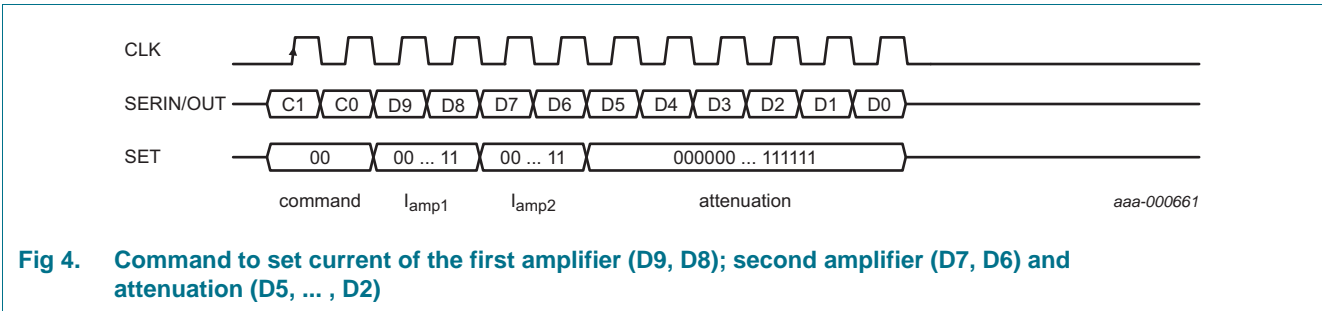 CLK
SERIN/OUT C1 C0 D9 D8 D7 D6 D5 D4 D3 D2 D1 D0
SET 00 00 ... 11 00 ... 11 000000 ... 111111
command Iamp1 Iamp2 attenuation aaa-000661
Fig 4. Command to set current of the first amplifier (D9, D8); second amplifier (D7, D6) and
attenuation (D5, ... , D2)